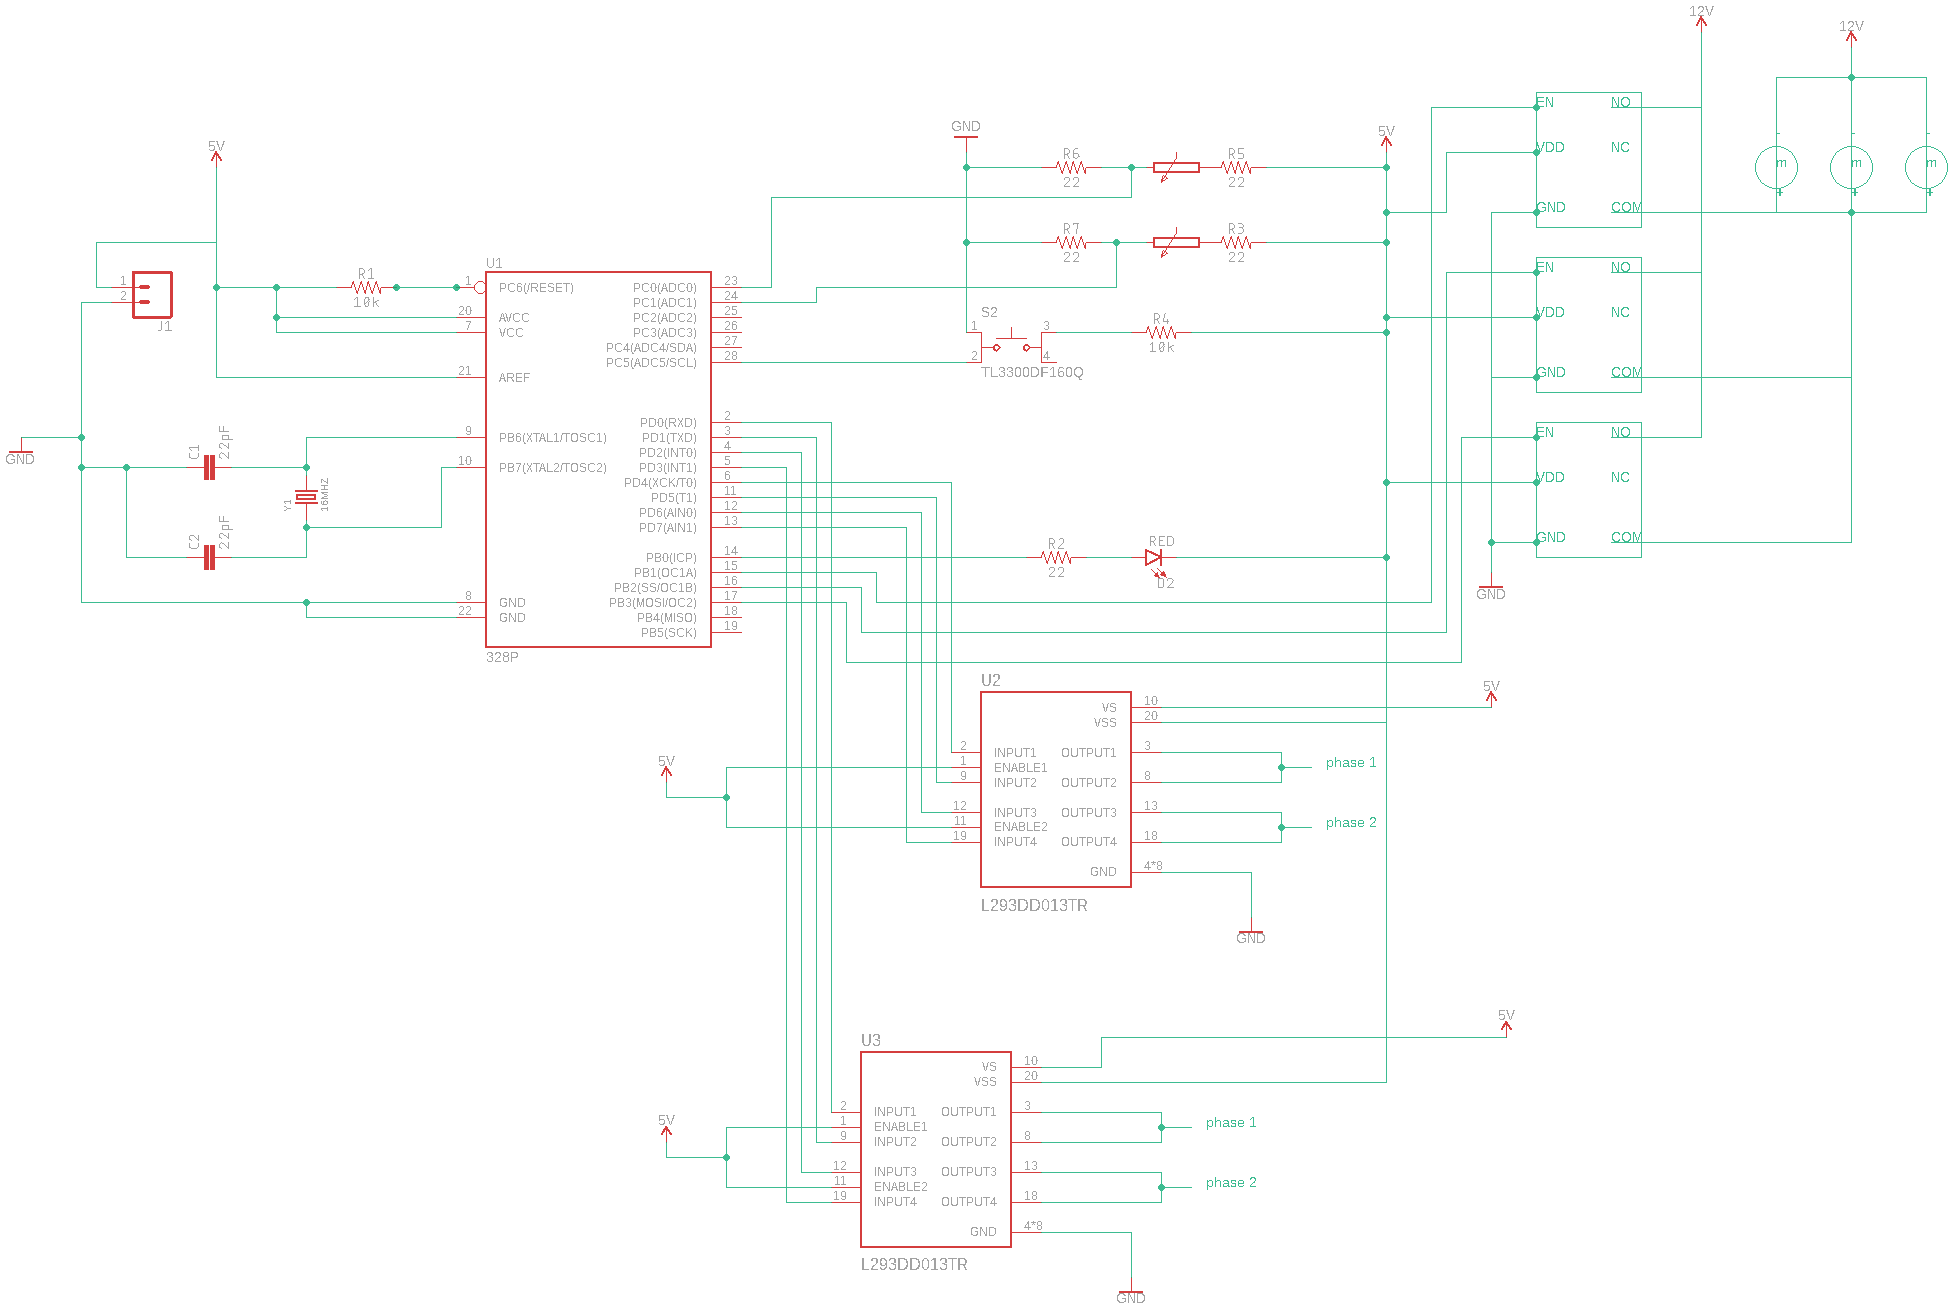 12V
12V
5V
J1
1
2
GND
R1
10k
C1
22pF
C2
22pF
Y1
16MHZ
U1
328P
1 PC6(/RESET)
20 AVCC
7 VCC
21 AREF
9 PB6(XTAL1/TOSC1)
10 PB7(XTAL2/TOSC2)
8 GND
22 GND
PC0(ADC0) 23
PC1(ADC1) 24
PC2(ADC2) 25
PC3(ADC3) 26
PC4(ADC4/SDA) 27
PC5(ADC5/SCL) 28
PD0(RXD) 2
PD1(TXD) 3
PD2(INT0) 4
PD3(INT1) 5
PD4(XCK/T0) 6
PD5(T1) 11
PD6(AIN0) 12
PD7(AIN1) 13
PB0(ICP) 14
PB1(OC1A) 15
PB2(SS/OC1B) 16
PB3(MOSI/OC2) 17
PB4(MISO) 18
PB5(SCK) 19
GND
R6
22
R5
22
R7
22
R3
22
5V
S2
1
2
3
4
TL3300DF160Q
R4
10k
R2
22
RED
D2
EN NO
VDD NC
GND COM
EN NO
VDD NC
GND COM
EN NO
VDD NC
GND COM
GND
- - -
m m m
+ + +
U2
VS 10
VSS 20
5V
2 INPUT1 OUTPUT1 3
1 ENABLE1
9 INPUT2 OUTPUT2 8
12 INPUT3 OUTPUT3 13
11 ENABLE2
19 INPUT4 OUTPUT4 18
GND 4*8
L293DD013TR
5V
phase 1
phase 2
GND
U3
VS 10
VSS 20
5V
2 INPUT1 OUTPUT1 3
1 ENABLE1
9 INPUT2 OUTPUT2 8
12 INPUT3 OUTPUT3 13
11 ENABLE2
19 INPUT4 OUTPUT4 18
GND 4*8
L293DD013TR
5V
phase 1
phase 2
GND